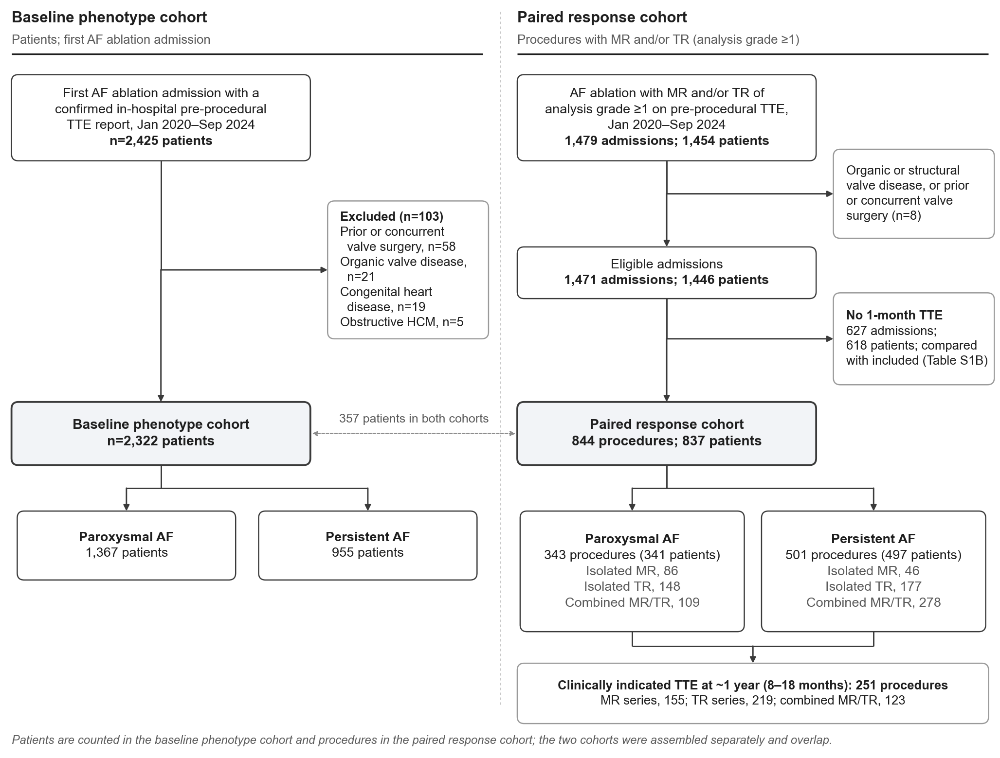 Baseline phenotype cohort
Patients; first AF ablation admission
First AF ablation admission with a
confirmed in-hospital pre-procedural
TTE report, Jan 2020–Sep 2024
n=2,425 patients
Excluded (n=103)
Prior or concurrent
valve surgery, n=58
Organic valve disease,
n=21
Congenital heart
disease, n=19
Obstructive HCM, n=5
Baseline phenotype cohort
n=2,322 patients
357 patients in both cohorts
Paroxysmal AF
1,367 patients
Persistent AF
955 patients
Paired response cohort
Procedures with MR and/or TR (analysis grade ≥1)
AF ablation with MR and/or TR of
analysis grade ≥1 on pre-procedural TTE,
Jan 2020–Sep 2024
1,479 admissions; 1,454 patients
Organic or structural
valve disease, or prior
or concurrent valve
surgery (n=8)
Eligible admissions
1,471 admissions; 1,446 patients
No 1-month TTE
627 admissions;
618 patients; compared
with included (Table S1B)
Paired response cohort
844 procedures; 837 patients
Paroxysmal AF
343 procedures (341 patients)
Isolated MR, 86
Isolated TR, 148
Combined MR/TR, 109
Persistent AF
501 procedures (497 patients)
Isolated MR, 46
Isolated TR, 177
Combined MR/TR, 278
Clinically indicated TTE at ~1 year (8–18 months): 251 procedures
MR series, 155; TR series, 219; combined MR/TR, 123
Patients are counted in the baseline phenotype cohort and procedures in the paired response cohort; the two cohorts were assembled separately and overlap.